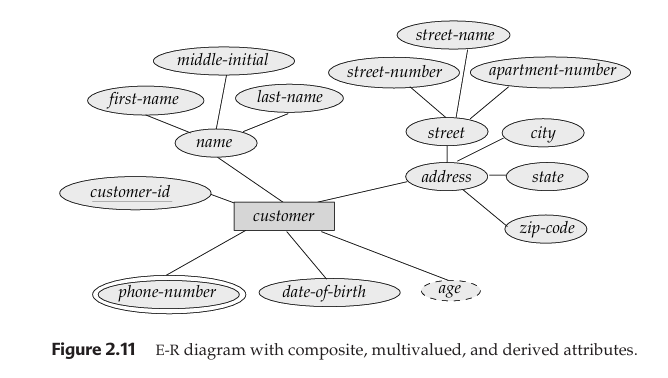 street-name
middle-initial
street-number
apartment-number
first-name
last-name
name
street
city
address
state
customer-id
customer
zip-code
phone-number
date-of-birth
age
Figure 2.11 E-R diagram with composite, multivalued, and derived attributes.